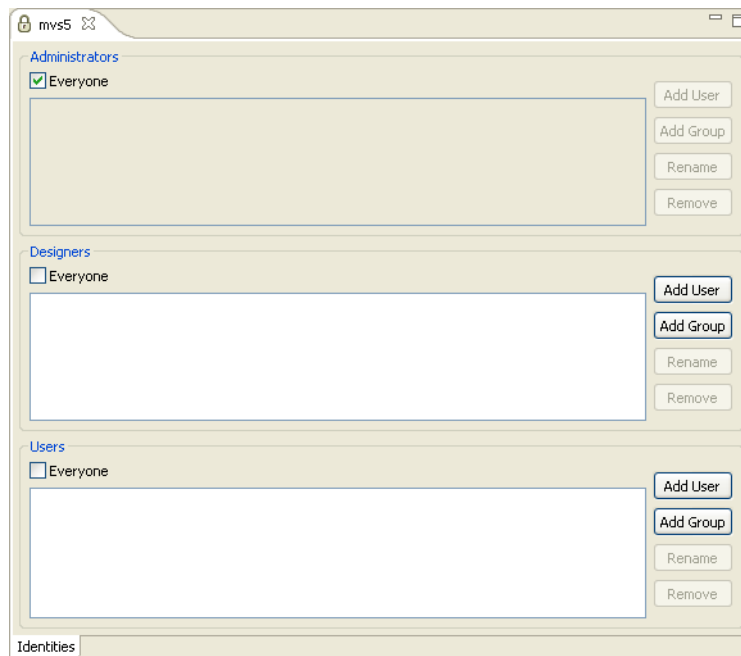 mvs5
Administrators
Everyone
Add User
Add Group
Rename
Remove
Designers
Everyone
Add User
Add Group
Rename
Remove
Users
Everyone
Add User
Add Group
Rename
Remove
Identities